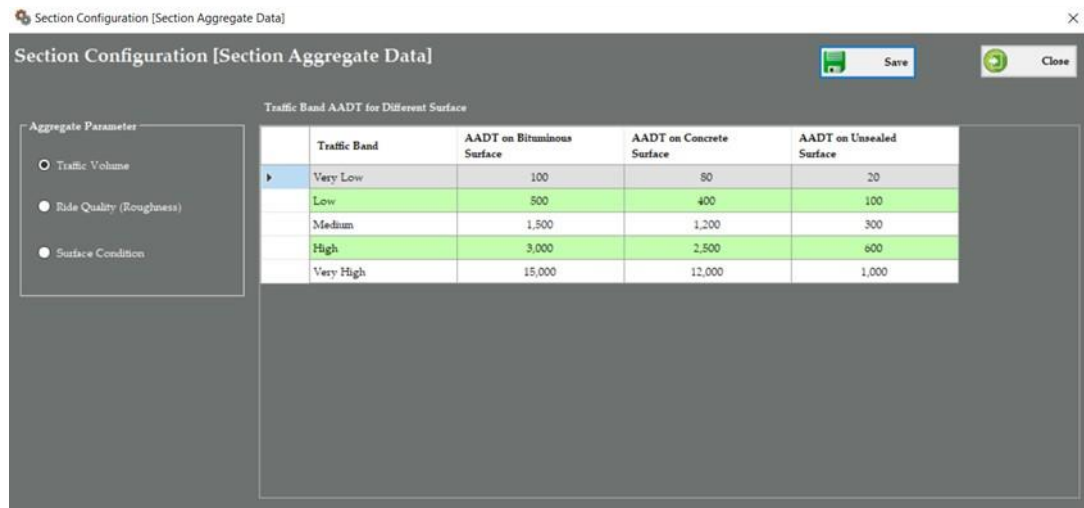 Section Configuration [Section Aggregate Data]
Section Configuration [Section Aggregate Data]
Save
Close
Traffic Band AADT for Different Surface
Aggregate Parameter
Traffic Volume
Ride Quality (Roughness)
Surface Condition
Traffic Band AADT on Bituminous Surface AADT on Concrete Surface AADT on Unsealed Surface
Very Low 100 80 20
Low 500 400 100
Medium 1,500 1,200 300
High 3,000 2,500 600
Very High 15,000 12,000 1,000